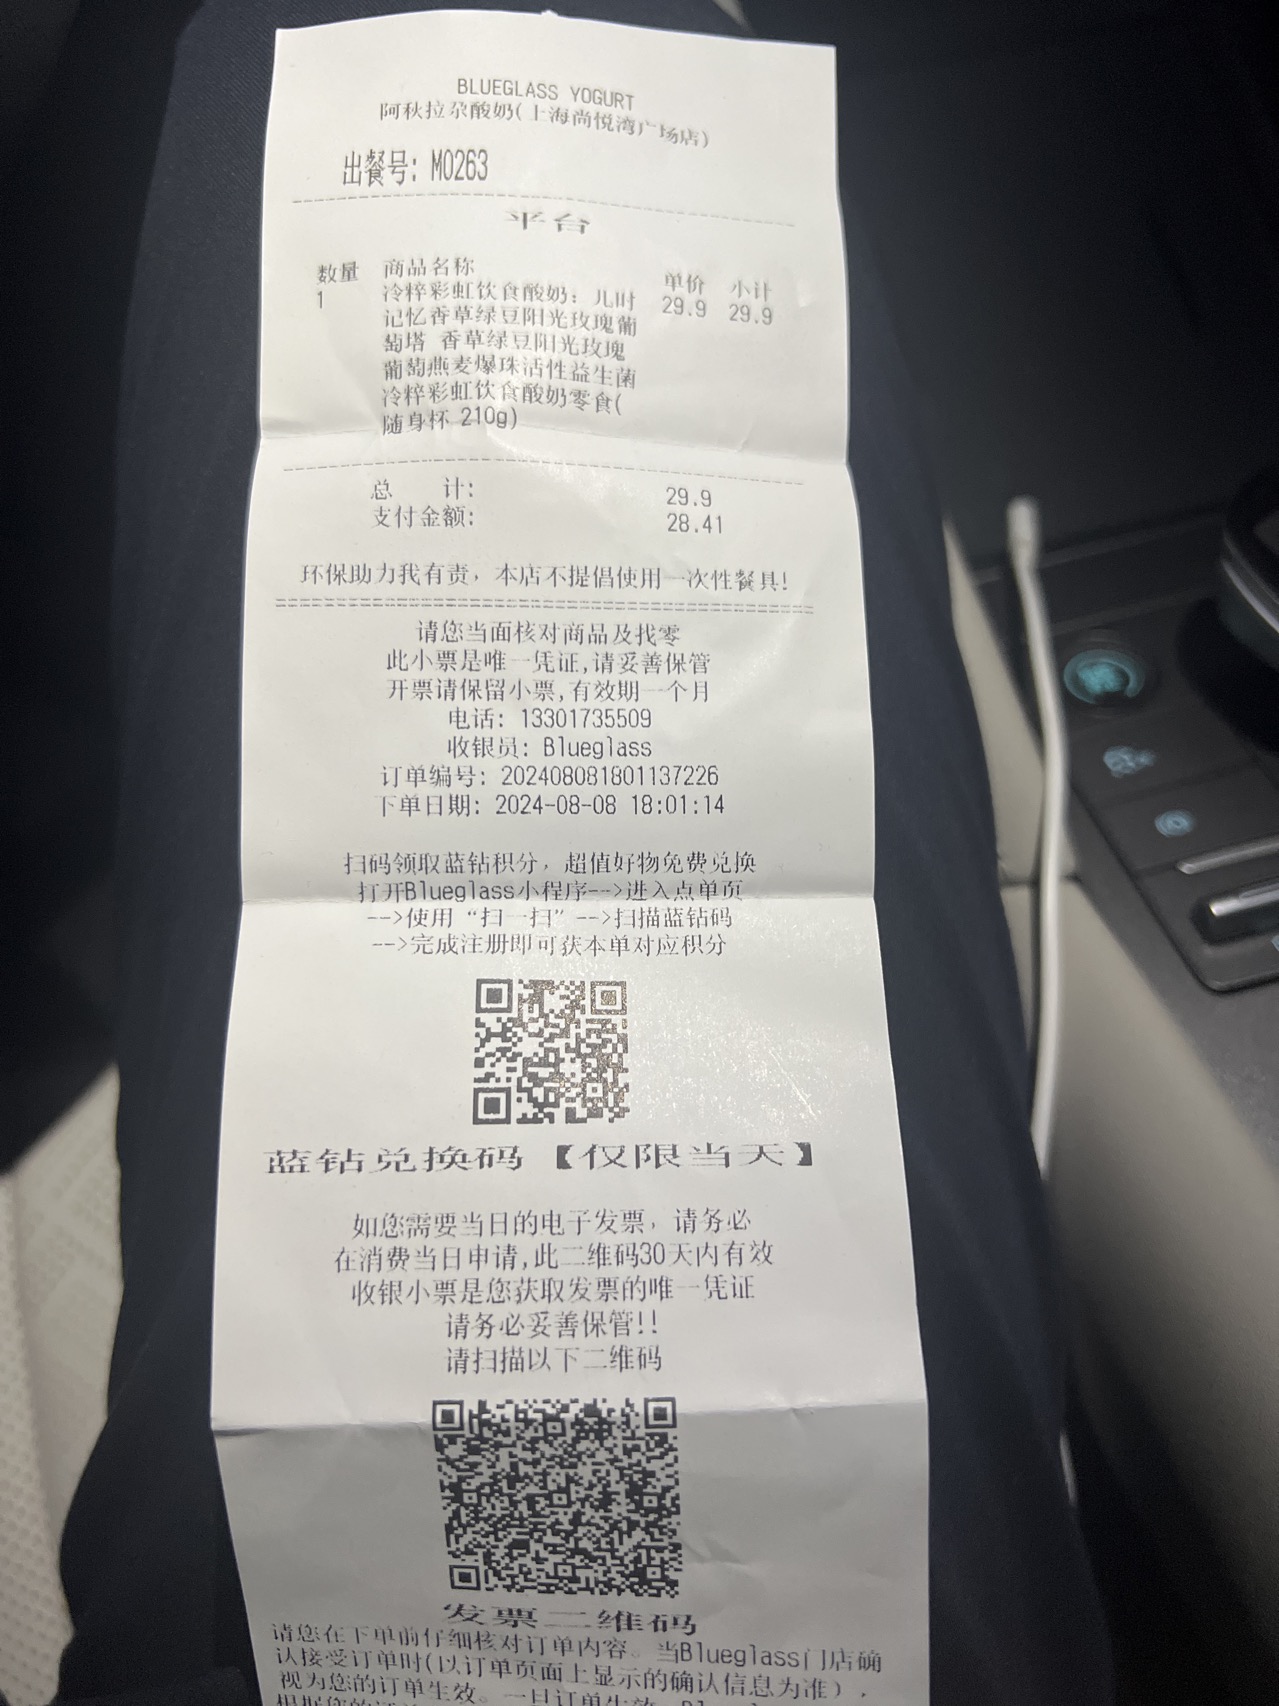 BLUEGLASS YOGURT
阿秋拉尕酸奶(上海尚悦湾广场店)
出餐号: M0263
平台
数量 商品名称 单价 小计
1 冷粹彩虹饮食酸奶: 儿时 29.9 29.9
记忆香草绿豆阳光玫瑰葡
萄塔 香草绿豆阳光玫瑰
葡萄燕麦爆珠活性益生菌
冷粹彩虹饮食酸奶零食(
随身杯 210g)
总 计: 29.9
支付金额: 28.41
环保助力我有责, 本店不提倡使用一次性餐具!
请您当面核对商品及找零
此小票是唯一凭证,请妥善保管
开票请保留小票,有效期一个月
电话: 13301735509
收银员: Blueglass
订单编号: 202408081801137226
下单日期: 2024-08-08 18:01:14
扫码领取蓝钻积分, 超值好物免费兑换
打开Blueglass小程序-->进入点单页
-->使用“扫一扫”-->扫描蓝钻码
-->完成注册即可获本单对应积分
蓝钻兑换码【仅限当天】
如您需要当日的电子发票, 请务必
在消费当日申请,此二维码30天内有效
收银小票是您获取发票的唯一凭证
请务必妥善保管!!
请扫描以下二维码
发票二维码
请您在下单前仔细核对订单内容。当Blueglass门店确
认接受订单时(以订单页面上显示的确认信息为准),
视为您的订单生效。一旦订单生效,